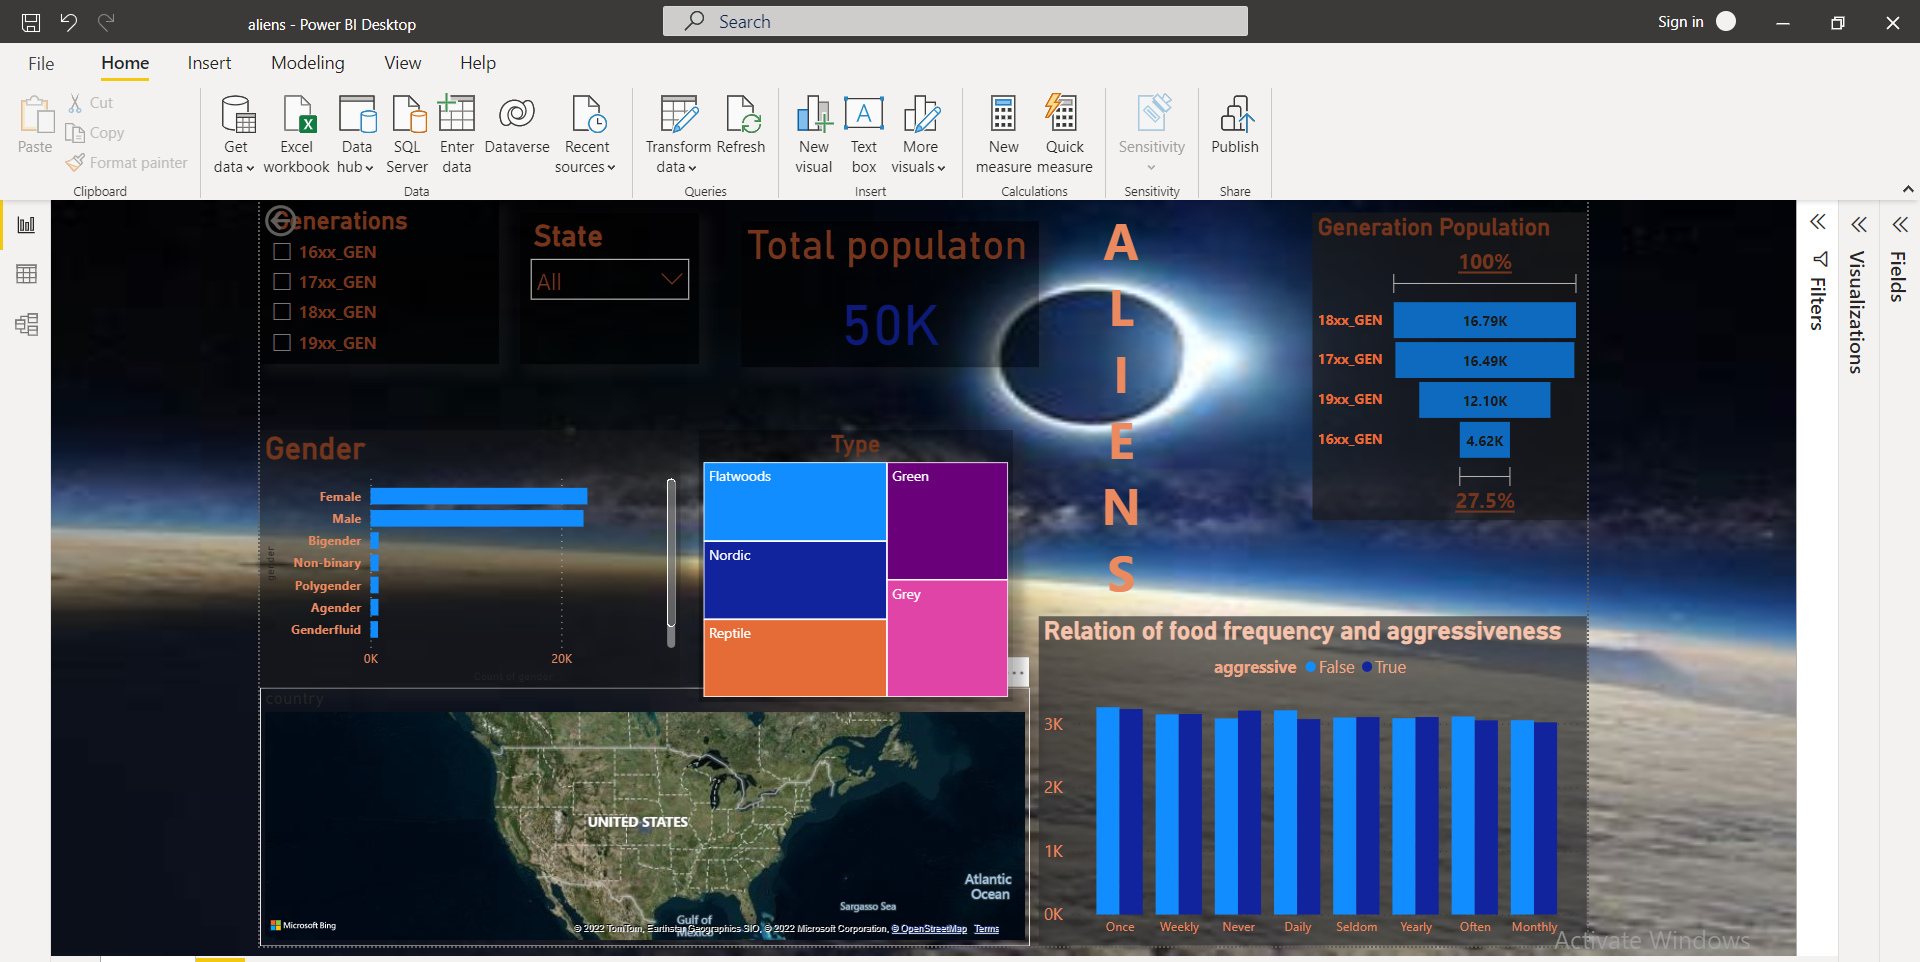 aliens - Power BI Desktop
Search
Sign in
File
Home
Insert
Modeling
View
Help
Paste
Cut
Copy
Format painter
Clipboard
Get data
Excel workbook
Data hub
SQL Server
Enter data
Dataverse
Recent sources
Data
Transform data
Refresh
Queries
New visual
Text box
More visuals
Insert
New measure
Quick measure
Calculations
Sensitivity
Sensitivity
Publish
Share
Generations
16xx_GEN
17xx_GEN
18xx_GEN
19xx_GEN
State
All
Total populaton
50K
A
L
I
E
N
S
Generation Population
100%
18xx_GEN
16.79K
17xx_GEN
16.49K
19xx_GEN
12.10K
16xx_GEN
4.62K
27.5%
Filters
Visualizations
Fields
Gender
gender
Female
Male
Bigender
Non-binary
Polygender
Agender
Genderfluid
0K
20K
Count of gender
Type
Flatwoods
Green
Nordic
Grey
Reptile
country
UNITED STATES
Atlantic
Ocean
Sargasso Sea
Gulf of
Mexico
Microsoft Bing
© 2022 TomTom, Earthstar Geographics SIO, © 2022 Microsoft Corporation, © OpenStreetMap Terms
Relation of food frequency and aggressiveness
aggressive False True
3K
2K
1K
0K
Once Weekly Never Daily Seldom Yearly Often Monthly
Activate Windows